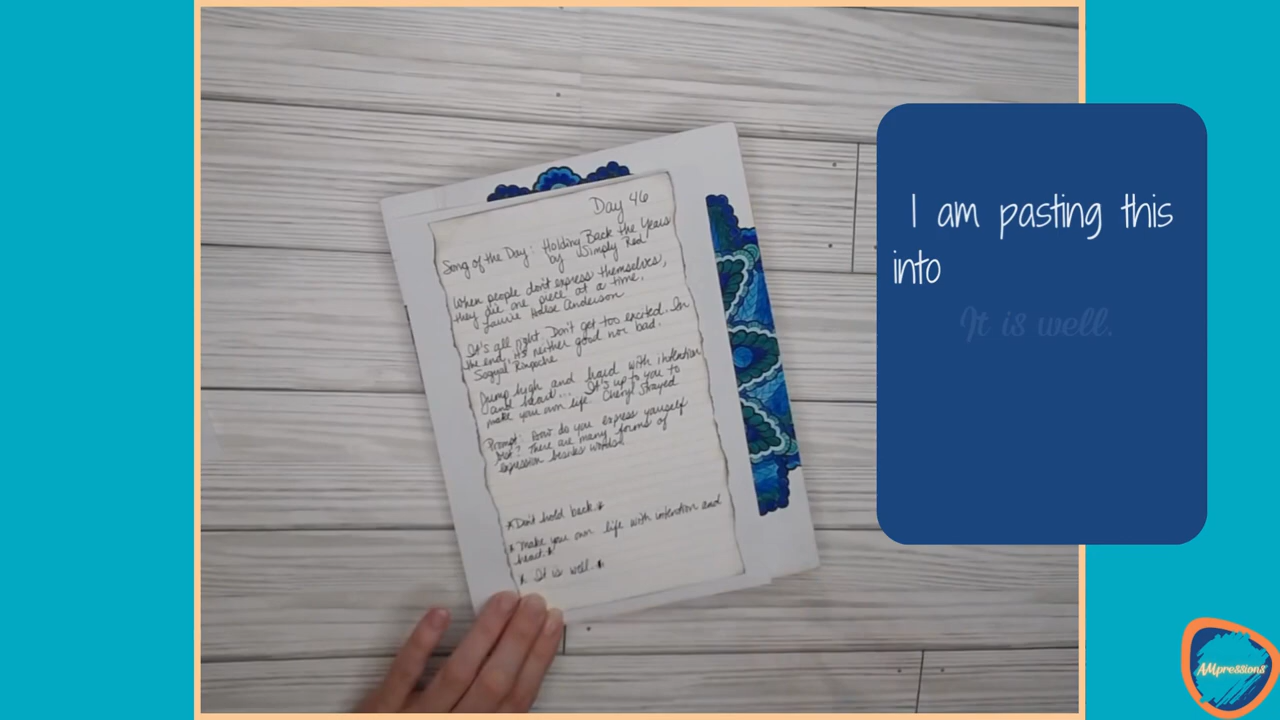 Day 46
Song of the Day: Holding Back the Years
by Simply Red
When people don't express themselves,
they die one piece at a time.
Laurie Halse Anderson
It's all right. Don't get too excited. In
the end, it's neither good nor bad.
Sogyal Rinpoche
Jump high and hard with intention
and heart... It's up to you to
make your own life. Cheryl Strayed
Prompt: How do you express yourself
best? There are many forms of
expression besides words.
*Don't hold back.*
*Make your own life with intention and
heart.*
* It is well.*
I am pasting this
into
It is well.
AMpressions